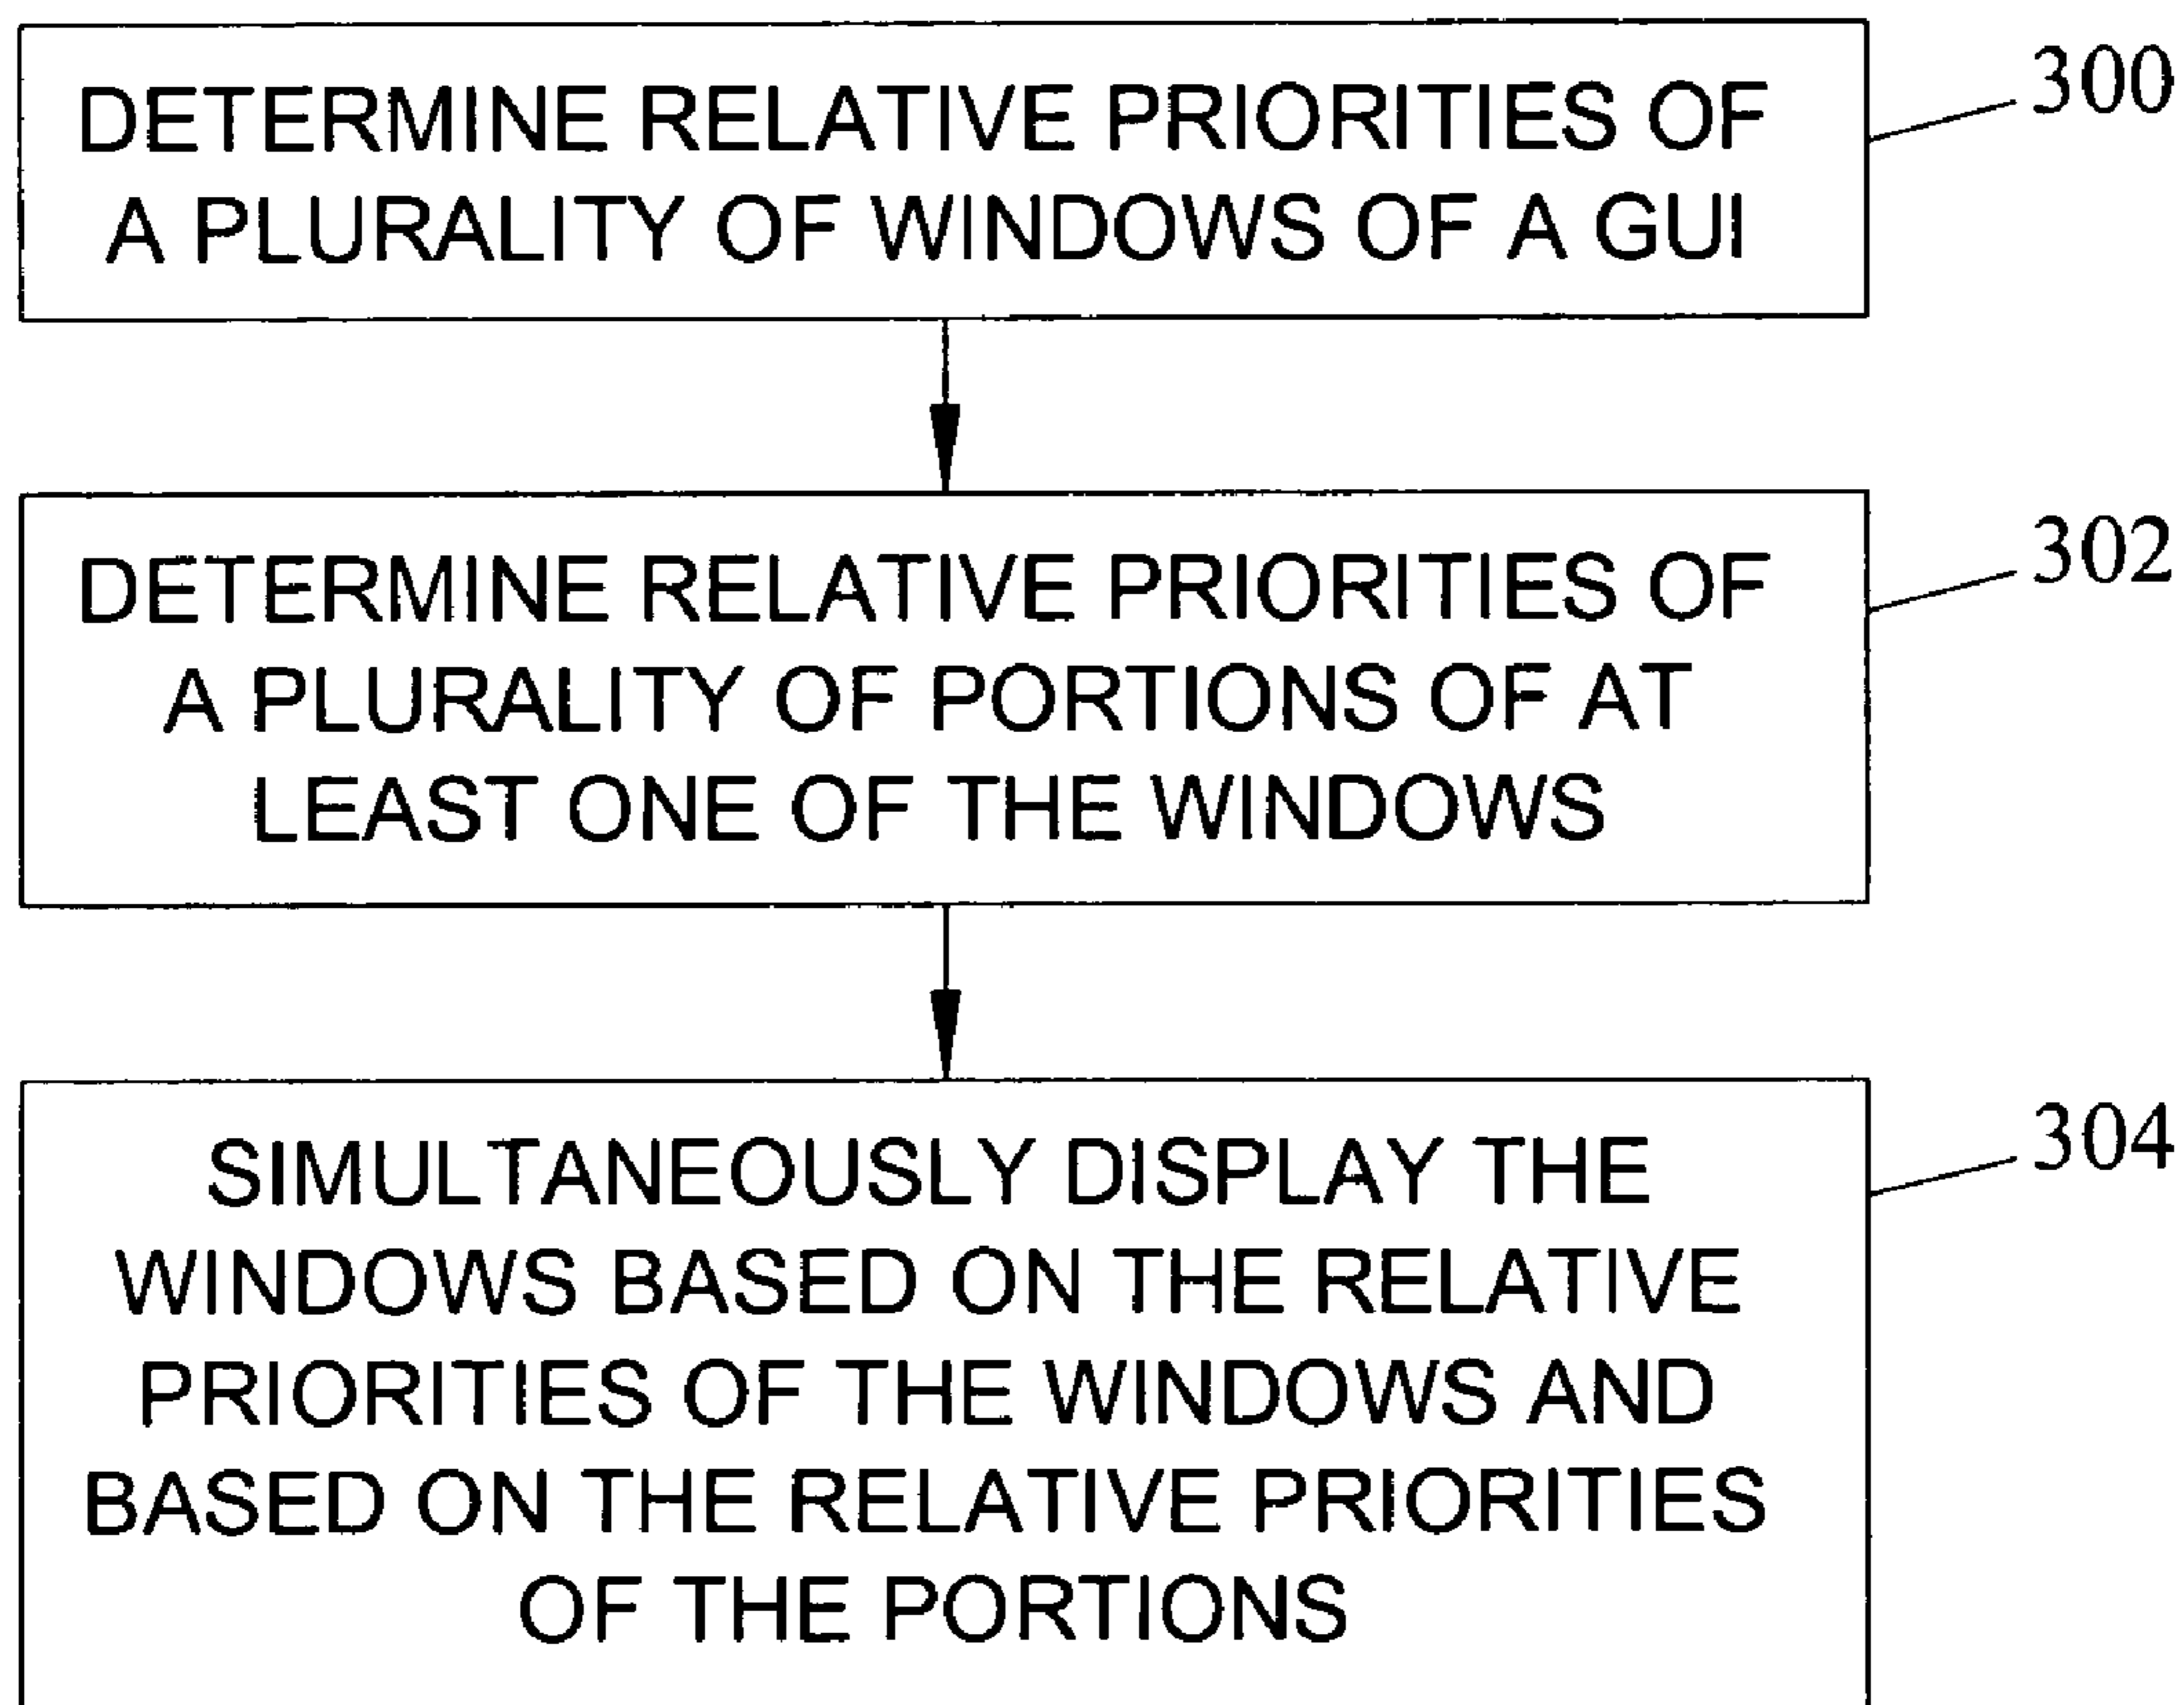 DETERMINE RELATIVE PRIORITIES OF
A PLURALITY OF WINDOWS OF A GUI
300
DETERMINE RELATIVE PRIORITIES OF
A PLURALITY OF PORTIONS OF AT
LEAST ONE OF THE WINDOWS
302
SIMULTANEOUSLY DISPLAY THE
WINDOWS BASED ON THE RELATIVE
PRIORITIES OF THE WINDOWS AND
BASED ON THE RELATIVE PRIORITIES
OF THE PORTIONS
304